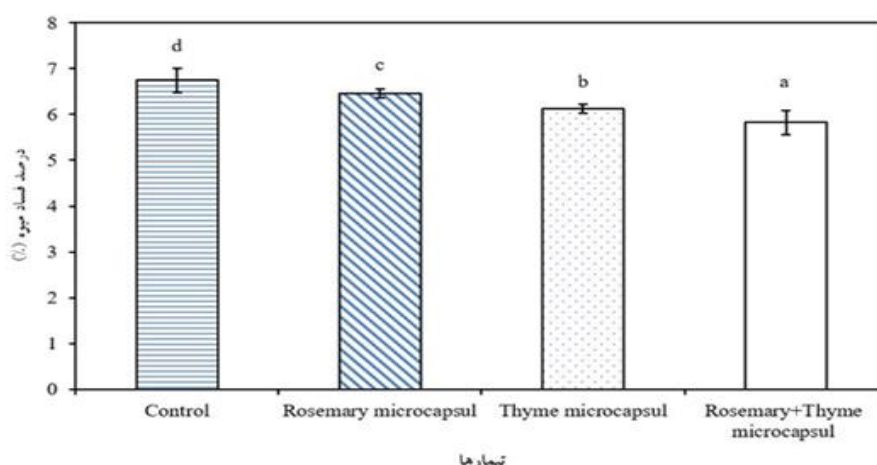 درصد فساد میوه (%)
8
7
6
5
4
3
2
1
0
d
c
b
a
Control
Rosemary microcapsul
Thyme microcapsul
Rosemary+Thyme
microcapsul
تیمارها